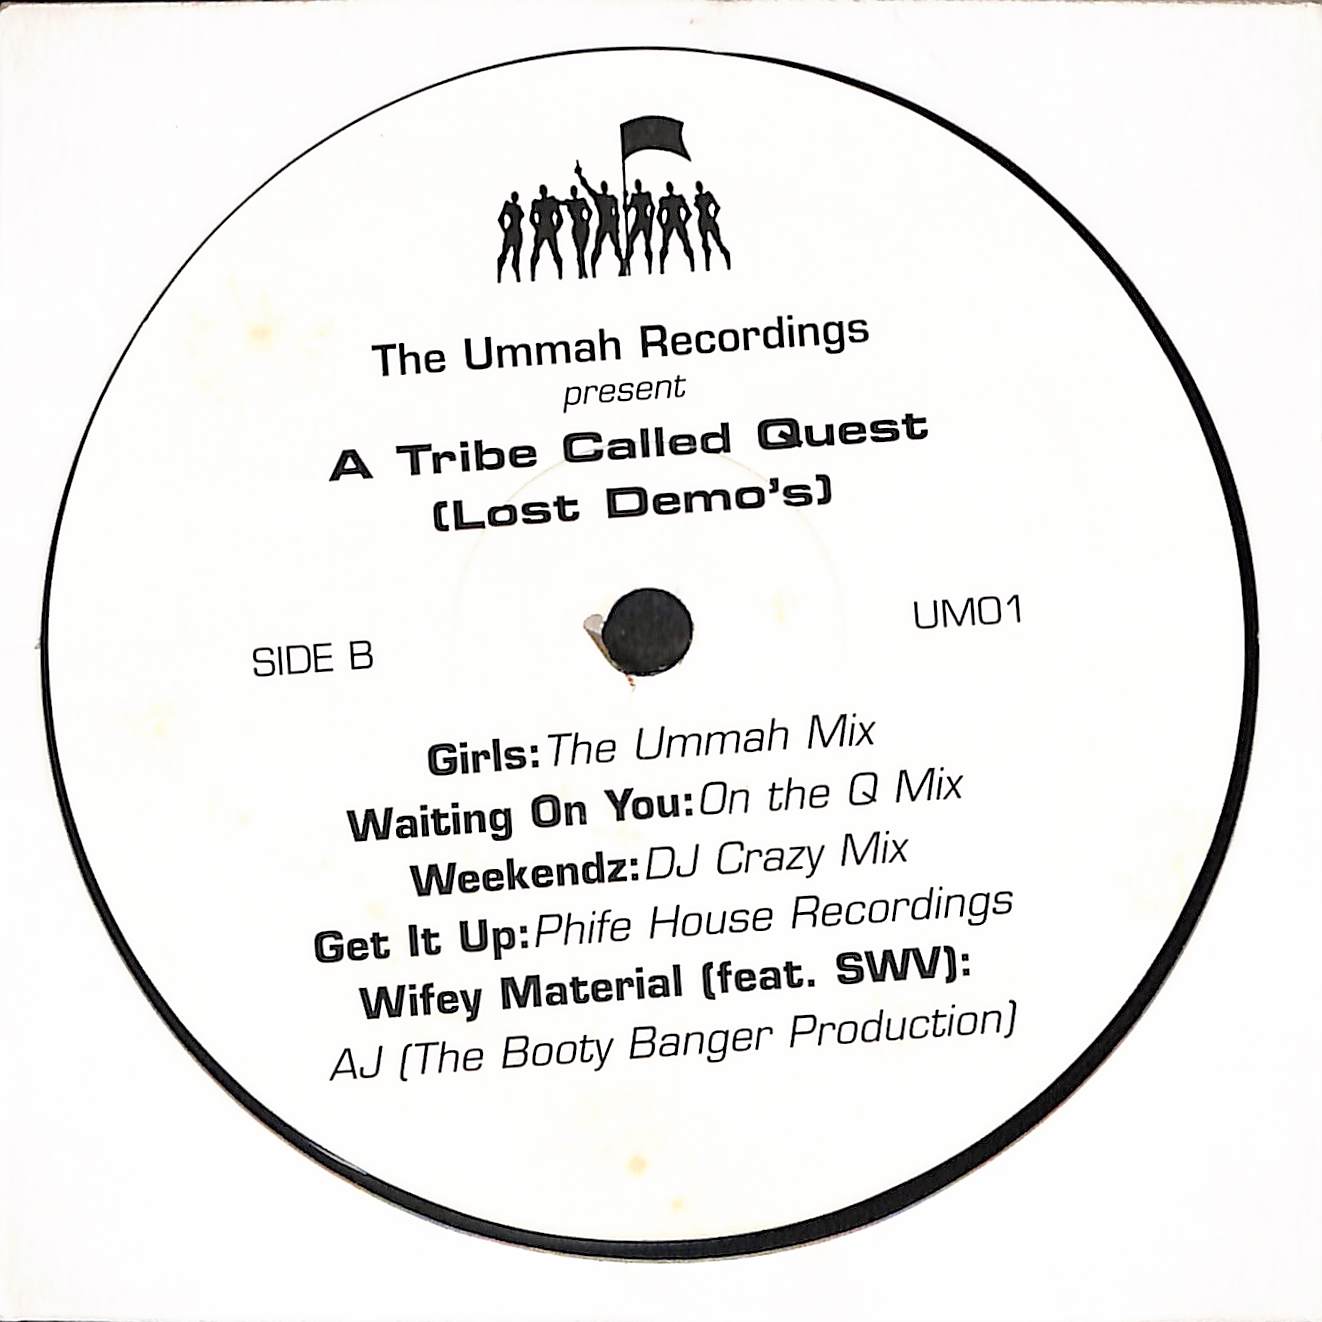 The Ummah Recordings
present
A Tribe Called Quest
(Lost Demo's)
SIDE B
UM01
Girls: The Ummah Mix
Waiting On You: On the Q Mix
Weekendz: DJ Crazy Mix
Get It Up: Phife House Recordings
Wifey Material (feat. SWV):
AJ (The Booty Banger Production)